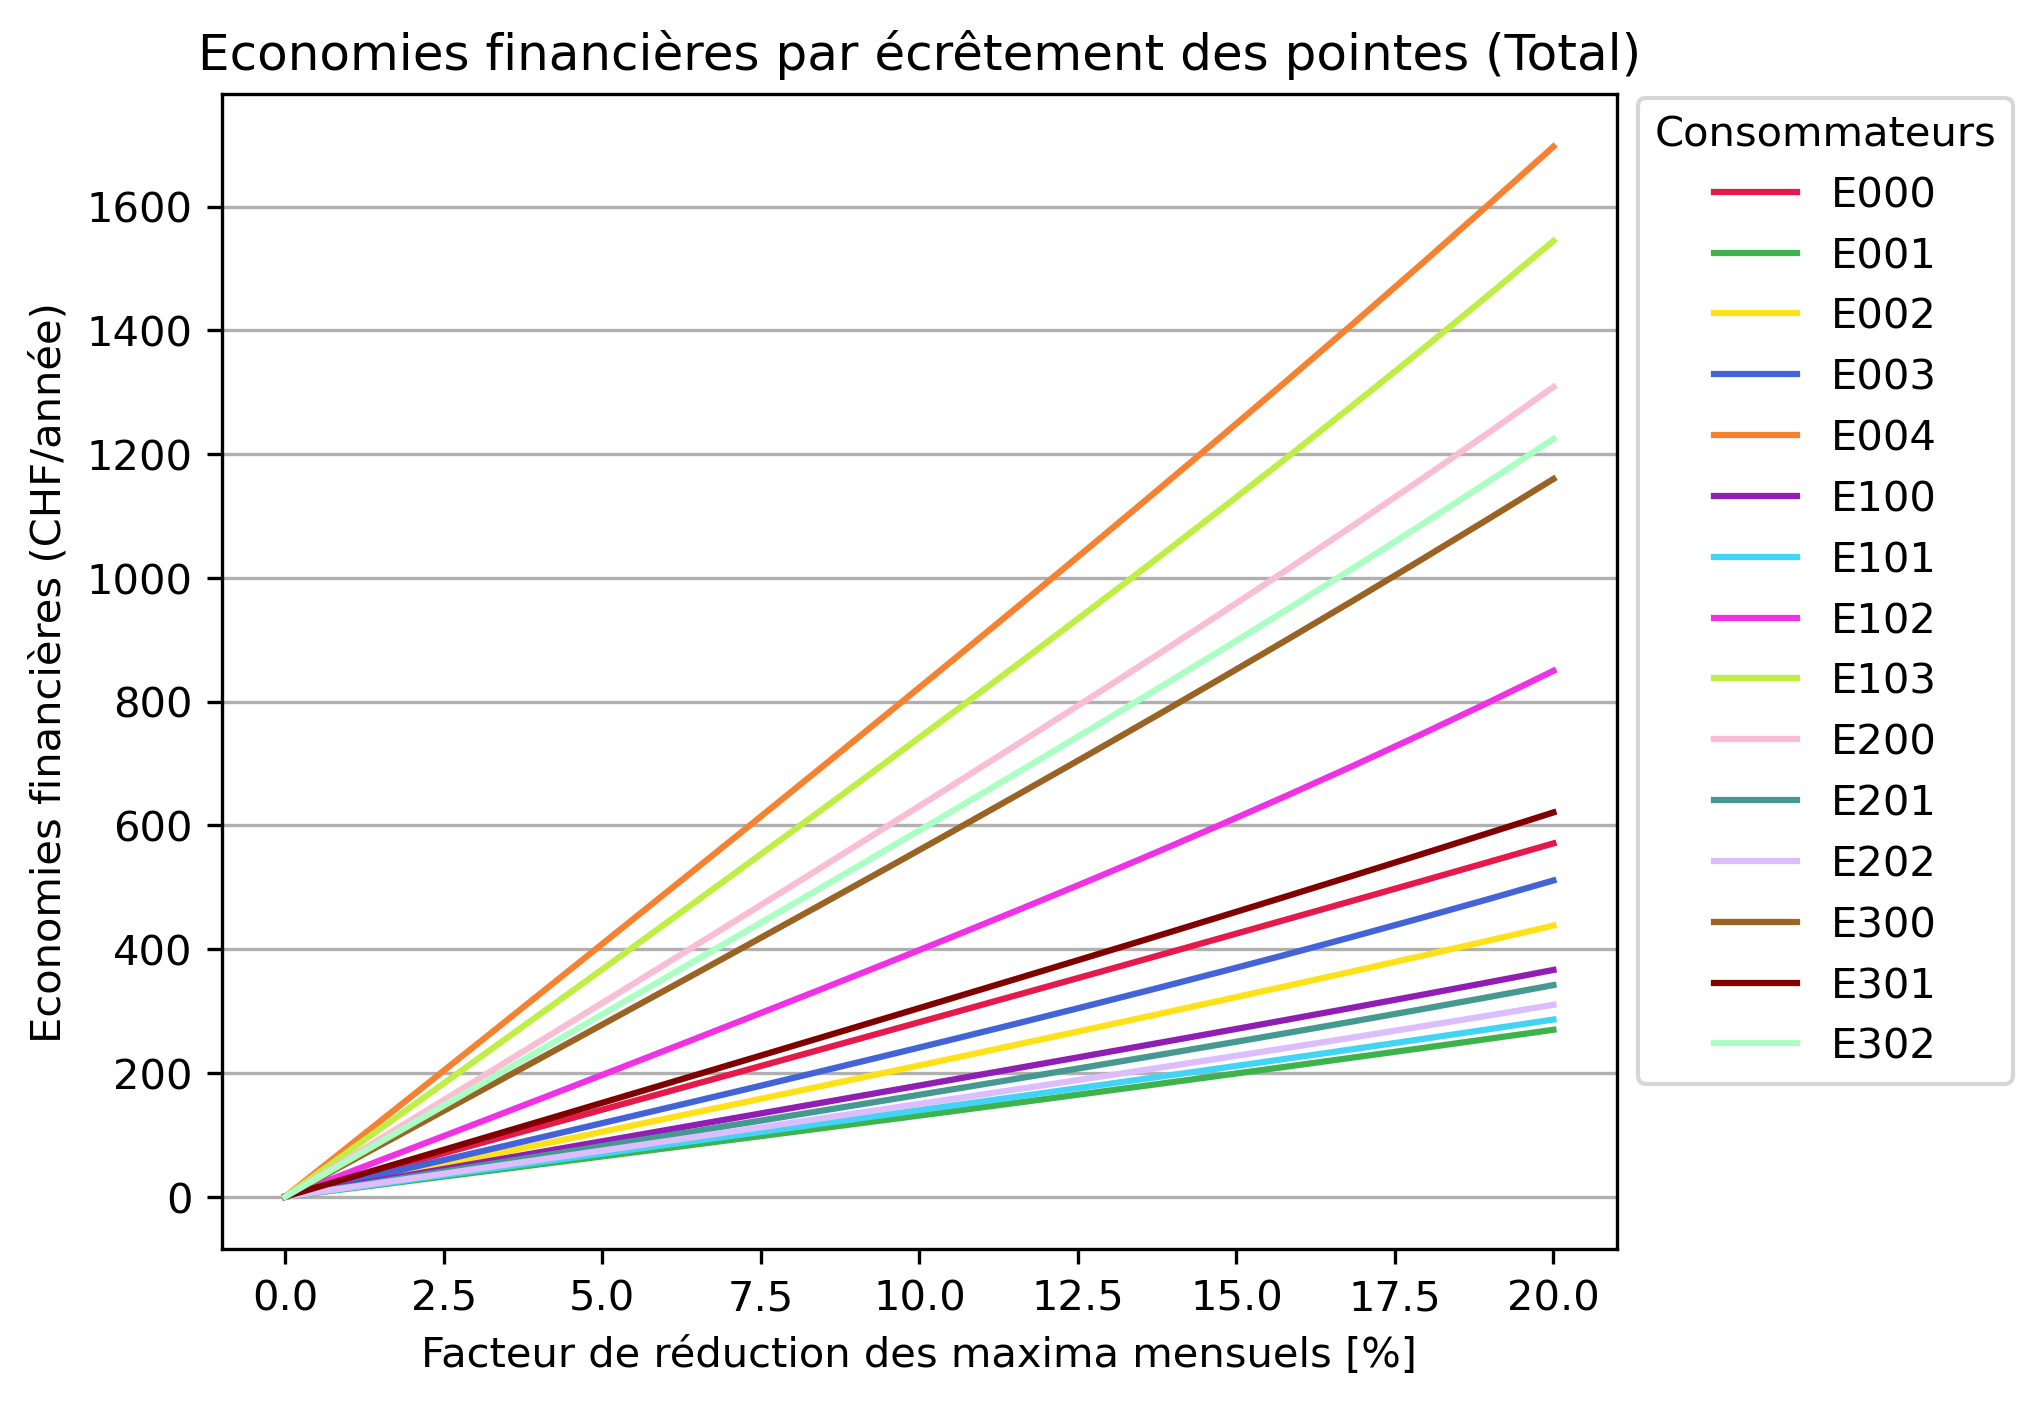 Economies financières par écrêtement des pointes (Total)
Economies financières (CHF/année)
1600
1400
1200
1000
800
600
400
200
0
0.0 2.5 5.0 7.5 10.0 12.5 15.0 17.5 20.0
Facteur de réduction des maxima mensuels [%]
Consommateurs
E000
E001
E002
E003
E004
E100
E101
E102
E103
E200
E201
E202
E300
E301
E302